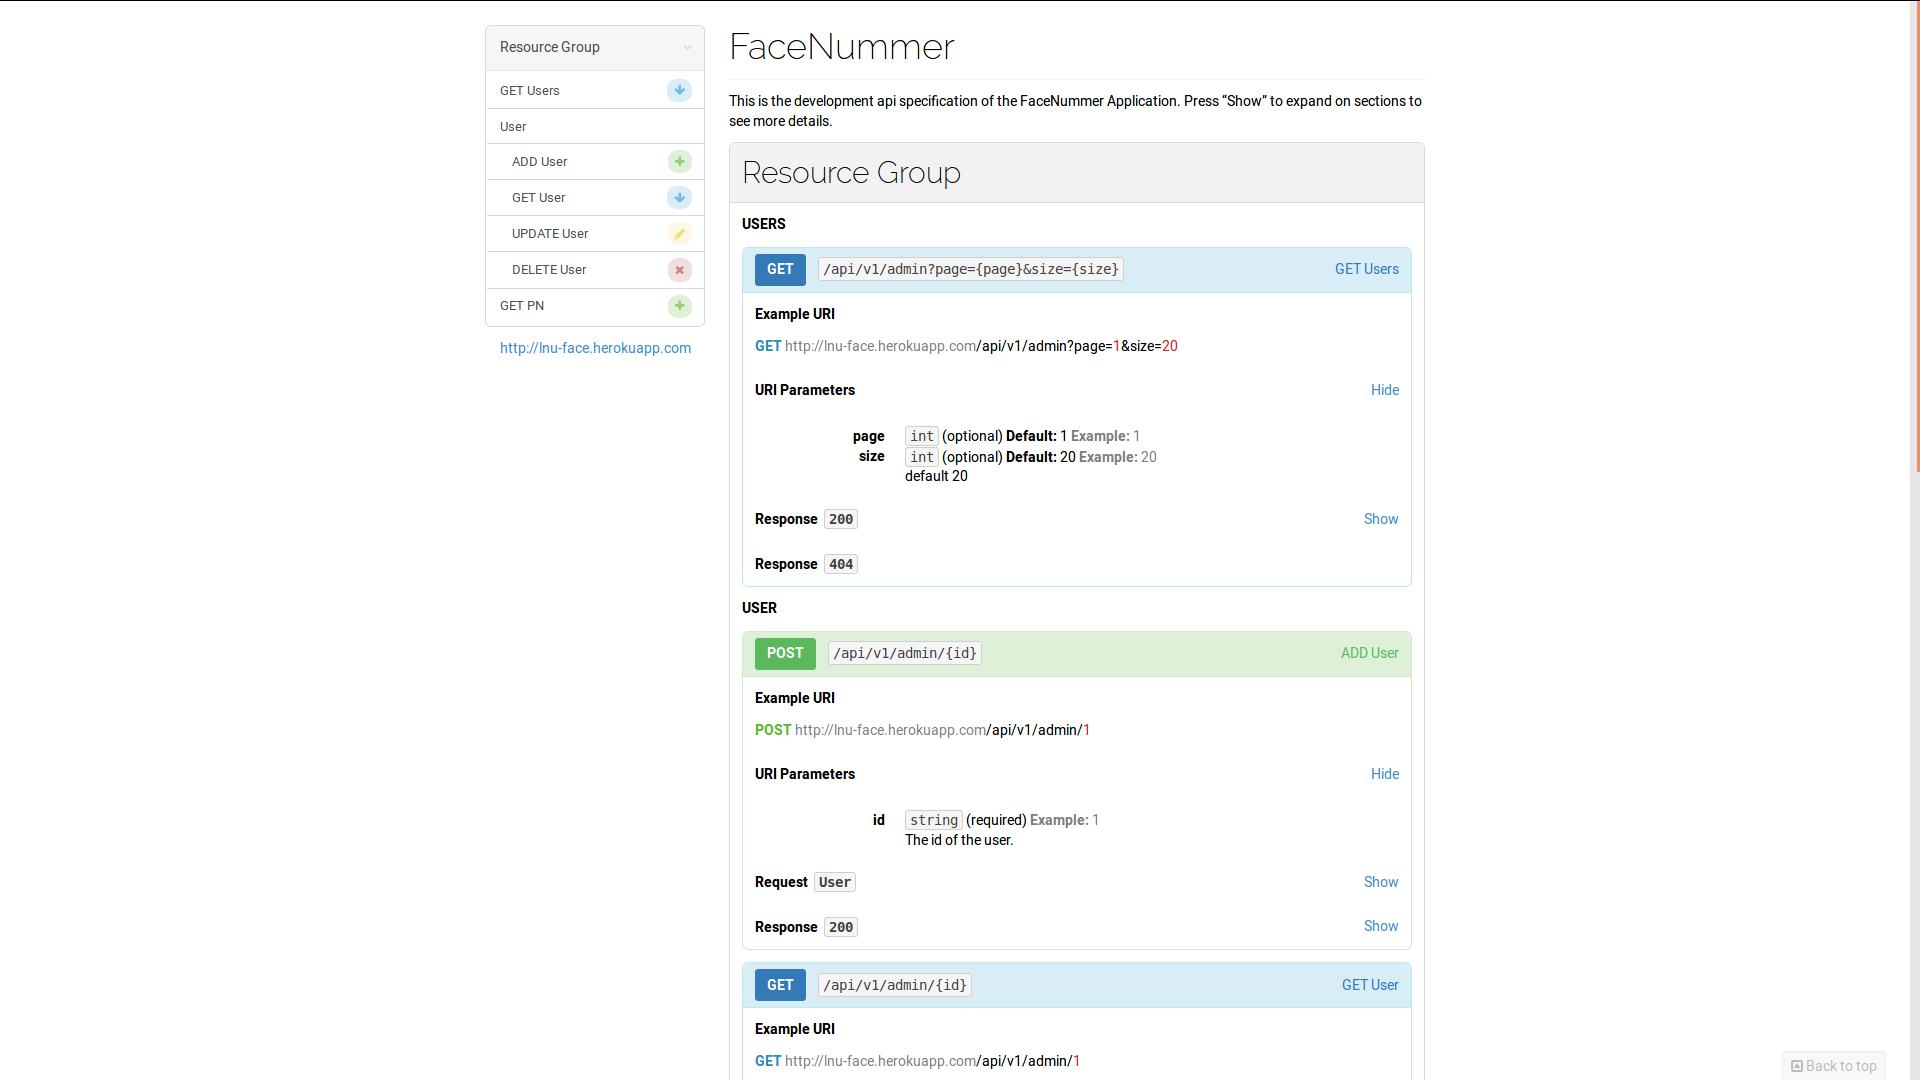 Resource Group
GET Users
User
ADD User
GET User
UPDATE User
DELETE User
GET PN
http://lnu-face.herokuapp.com
FaceNummer
This is the development api specification of the FaceNummer Application. Press “Show” to expand on sections to
see more details.
Resource Group
USERS
GET /api/v1/admin?page={page}&size={size} GET Users
Example URI
GET http://lnu-face.herokuapp.com/api/v1/admin?page=1&size=20
URI Parameters Hide
page int (optional) Default: 1 Example: 1
size int (optional) Default: 20 Example: 20
default 20
Response 200 Show
Response 404
USER
POST /api/v1/admin/{id} ADD User
Example URI
POST http://lnu-face.herokuapp.com/api/v1/admin/1
URI Parameters Hide
id string (required) Example: 1
The id of the user.
Request User Show
Response 200 Show
GET /api/v1/admin/{id} GET User
Example URI
GET http://lnu-face.herokuapp.com/api/v1/admin/1
Back to top